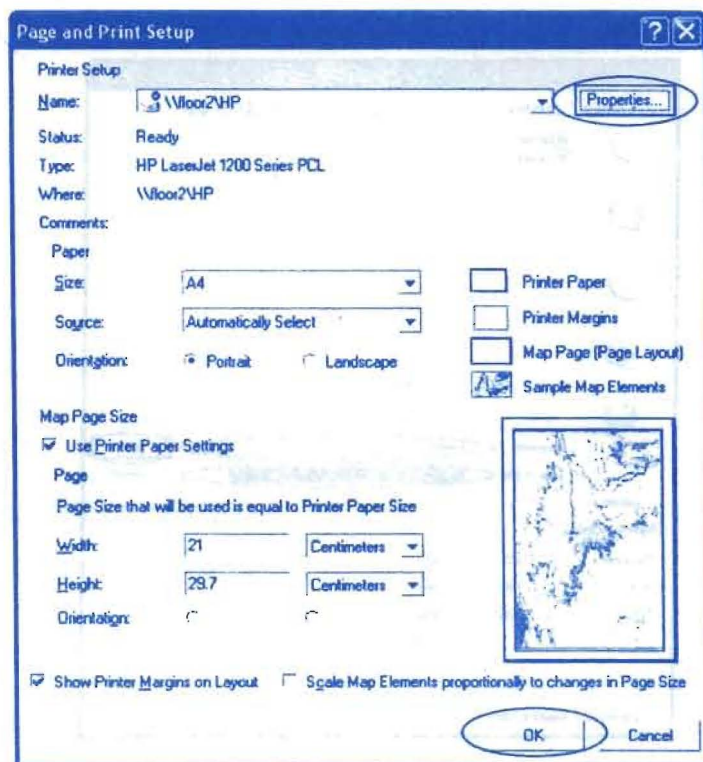 Page and Print Setup
Printer Setup
Name: \\floor2\HP Properties...
Status: Ready
Type: HP LaserJet 1200 Series PCL
Where: \\floor2\HP
Comments:
Paper
Size: A4 Printer Paper
Source: Automatically Select Printer Margins
Orientation: Portrait Landscape Map Page (Page Layout)
Sample Map Elements
Map Page Size
Use Printer Paper Settings
Page
Page Size that will be used is equal to Printer Paper Size
Width: 21 Centimeters
Height: 29.7 Centimeters
Orientation:
Show Printer Margins on Layout Scale Map Elements proportionally to changes in Page Size
OK Cancel